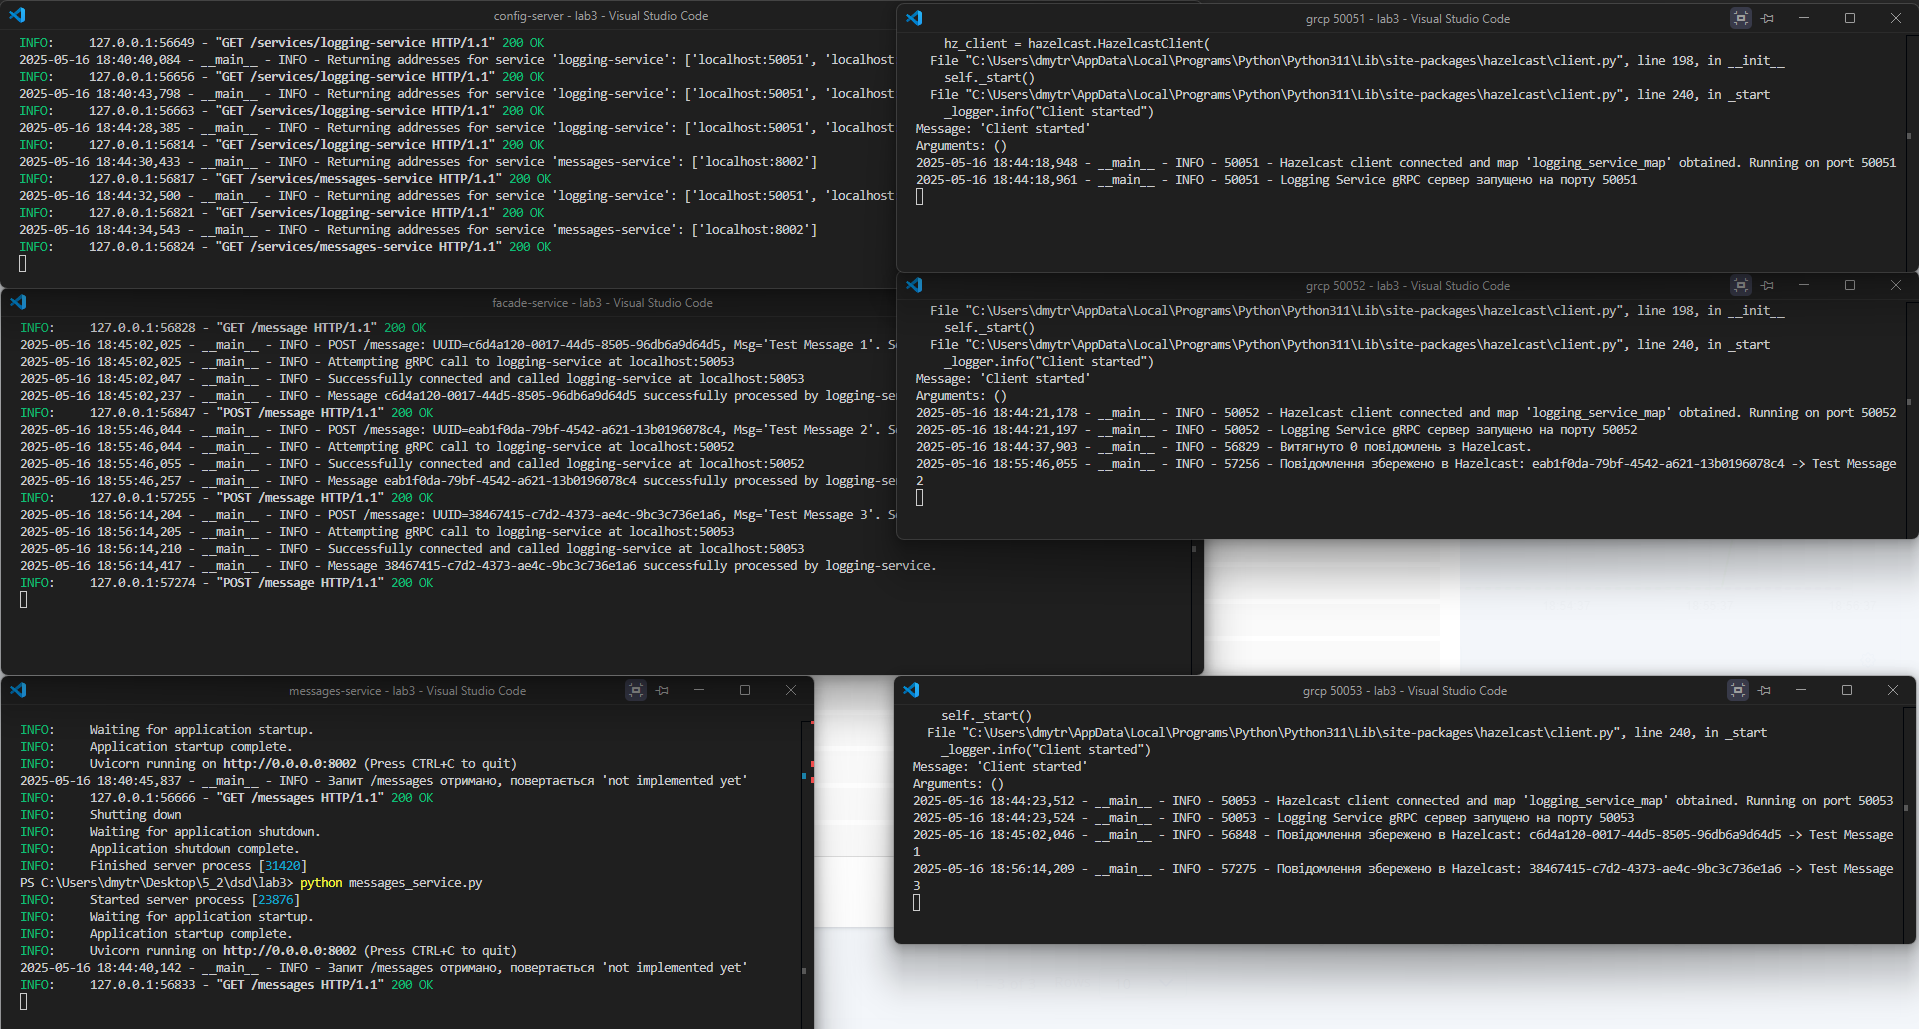 config-server - lab3 - Visual Studio Code
INFO:     127.0.0.1:56649 - "GET /services/logging-service HTTP/1.1" 200 OK
2025-05-16 18:40:40,084 - __main__ - INFO - Returning addresses for service 'logging-service': ['localhost:50051', 'localhost
INFO:     127.0.0.1:56656 - "GET /services/logging-service HTTP/1.1" 200 OK
2025-05-16 18:40:43,798 - __main__ - INFO - Returning addresses for service 'logging-service': ['localhost:50051', 'localhost
INFO:     127.0.0.1:56663 - "GET /services/logging-service HTTP/1.1" 200 OK
2025-05-16 18:44:28,385 - __main__ - INFO - Returning addresses for service 'logging-service': ['localhost:50051', 'localhost
INFO:     127.0.0.1:56814 - "GET /services/logging-service HTTP/1.1" 200 OK
2025-05-16 18:44:30,433 - __main__ - INFO - Returning addresses for service 'messages-service': ['localhost:8002']
INFO:     127.0.0.1:56817 - "GET /services/messages-service HTTP/1.1" 200 OK
2025-05-16 18:44:32,500 - __main__ - INFO - Returning addresses for service 'logging-service': ['localhost:50051', 'localhost
INFO:     127.0.0.1:56821 - "GET /services/logging-service HTTP/1.1" 200 OK
2025-05-16 18:44:34,543 - __main__ - INFO - Returning addresses for service 'messages-service': ['localhost:8002']
INFO:     127.0.0.1:56824 - "GET /services/messages-service HTTP/1.1" 200 OK
grcp 50051 - lab3 - Visual Studio Code
hz_client = hazelcast.HazelcastClient(
File "C:\Users\dmytr\AppData\Local\Programs\Python\Python311\Lib\site-packages\hazelcast\client.py", line 198, in __init__
self._start()
File "C:\Users\dmytr\AppData\Local\Programs\Python\Python311\Lib\site-packages\hazelcast\client.py", line 240, in _start
_logger.info("Client started")
Message: 'Client started'
Arguments: ()
2025-05-16 18:44:18,948 - __main__ - INFO - 50051 - Hazelcast client connected and map 'logging_service_map' obtained. Running on port 50051
2025-05-16 18:44:18,961 - __main__ - INFO - 50051 - Logging Service gRPC сервер запущено на порту 50051
facade-service - lab3 - Visual Studio Code
INFO:     127.0.0.1:56828 - "GET /message HTTP/1.1" 200 OK
2025-05-16 18:45:02,025 - __main__ - INFO - POST /message: UUID=c6d4a120-0017-44d5-8505-96db6a9d64d5, Msg='Test Message 1'. S
2025-05-16 18:45:02,025 - __main__ - INFO - Attempting gRPC call to logging-service at localhost:50053
2025-05-16 18:45:02,047 - __main__ - INFO - Successfully connected and called logging-service at localhost:50053
2025-05-16 18:45:02,237 - __main__ - INFO - Message c6d4a120-0017-44d5-8505-96db6a9d64d5 successfully processed by logging-se
INFO:     127.0.0.1:56847 - "POST /message HTTP/1.1" 200 OK
2025-05-16 18:55:46,044 - __main__ - INFO - POST /message: UUID=eab1f0da-79bf-4542-a621-13b0196078c4, Msg='Test Message 2'. S
2025-05-16 18:55:46,044 - __main__ - INFO - Attempting gRPC call to logging-service at localhost:50052
2025-05-16 18:55:46,055 - __main__ - INFO - Successfully connected and called logging-service at localhost:50052
2025-05-16 18:55:46,257 - __main__ - INFO - Message eab1f0da-79bf-4542-a621-13b0196078c4 successfully processed by logging-se
INFO:     127.0.0.1:57255 - "POST /message HTTP/1.1" 200 OK
2025-05-16 18:56:14,204 - __main__ - INFO - POST /message: UUID=38467415-c7d2-4373-ae4c-9bc3c736e1a6, Msg='Test Message 3'. S
2025-05-16 18:56:14,205 - __main__ - INFO - Attempting gRPC call to logging-service at localhost:50053
2025-05-16 18:56:14,210 - __main__ - INFO - Successfully connected and called logging-service at localhost:50053
2025-05-16 18:56:14,417 - __main__ - INFO - Message 38467415-c7d2-4373-ae4c-9bc3c736e1a6 successfully processed by logging-service.
INFO:     127.0.0.1:57274 - "POST /message HTTP/1.1" 200 OK
grcp 50052 - lab3 - Visual Studio Code
File "C:\Users\dmytr\AppData\Local\Programs\Python\Python311\Lib\site-packages\hazelcast\client.py", line 198, in __init__
self._start()
File "C:\Users\dmytr\AppData\Local\Programs\Python\Python311\Lib\site-packages\hazelcast\client.py", line 240, in _start
_logger.info("Client started")
Message: 'Client started'
Arguments: ()
2025-05-16 18:44:21,178 - __main__ - INFO - 50052 - Hazelcast client connected and map 'logging_service_map' obtained. Running on port 50052
2025-05-16 18:44:21,197 - __main__ - INFO - 50052 - Logging Service gRPC сервер запущено на порту 50052
2025-05-16 18:44:37,903 - __main__ - INFO - 56829 - Витягнуто 0 повідомлень з Hazelcast.
2025-05-16 18:55:46,055 - __main__ - INFO - 57256 - Повідомлення збережено в Hazelcast: eab1f0da-79bf-4542-a621-13b0196078c4 -> Test Message
2
messages-service - lab3 - Visual Studio Code
INFO:     Waiting for application startup.
INFO:     Application startup complete.
INFO:     Uvicorn running on http://0.0.0.0:8002 (Press CTRL+C to quit)
2025-05-16 18:40:45,837 - __main__ - INFO - Запит /messages отримано, повертається 'not implemented yet'
INFO:     127.0.0.1:56666 - "GET /messages HTTP/1.1" 200 OK
INFO:     Shutting down
INFO:     Waiting for application shutdown.
INFO:     Application shutdown complete.
INFO:     Finished server process [31420]
PS C:\Users\dmytr\Desktop\5_2\dsd\lab3> python messages_service.py
INFO:     Started server process [23876]
INFO:     Waiting for application startup.
INFO:     Application startup complete.
INFO:     Uvicorn running on http://0.0.0.0:8002 (Press CTRL+C to quit)
2025-05-16 18:44:40,142 - __main__ - INFO - Запит /messages отримано, повертається 'not implemented yet'
INFO:     127.0.0.1:56833 - "GET /messages HTTP/1.1" 200 OK
grcp 50053 - lab3 - Visual Studio Code
self._start()
File "C:\Users\dmytr\AppData\Local\Programs\Python\Python311\Lib\site-packages\hazelcast\client.py", line 240, in _start
_logger.info("Client started")
Message: 'Client started'
Arguments: ()
2025-05-16 18:44:23,512 - __main__ - INFO - 50053 - Hazelcast client connected and map 'logging_service_map' obtained. Running on port 50053
2025-05-16 18:44:23,524 - __main__ - INFO - 50053 - Logging Service gRPC сервер запущено на порту 50053
2025-05-16 18:45:02,046 - __main__ - INFO - 56848 - Повідомлення збережено в Hazelcast: c6d4a120-0017-44d5-8505-96db6a9d64d5 -> Test Message
1
2025-05-16 18:56:14,209 - __main__ - INFO - 57275 - Повідомлення збережено в Hazelcast: 38467415-c7d2-4373-ae4c-9bc3c736e1a6 -> Test Message
3